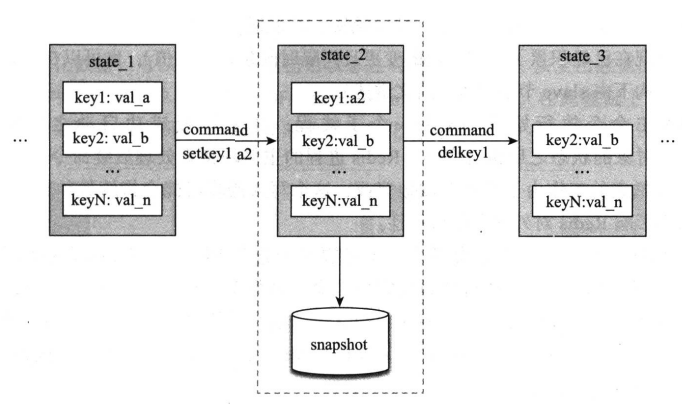 state_1
key1: val_a
key2: val_b
...
keyN: val_n
command
setkey1 a2
state_2
key1:a2
key2:val_b
...
keyN:val_n
snapshot
command
delkey1
state_3
key2:val_b
...
keyN:val_n
...
...